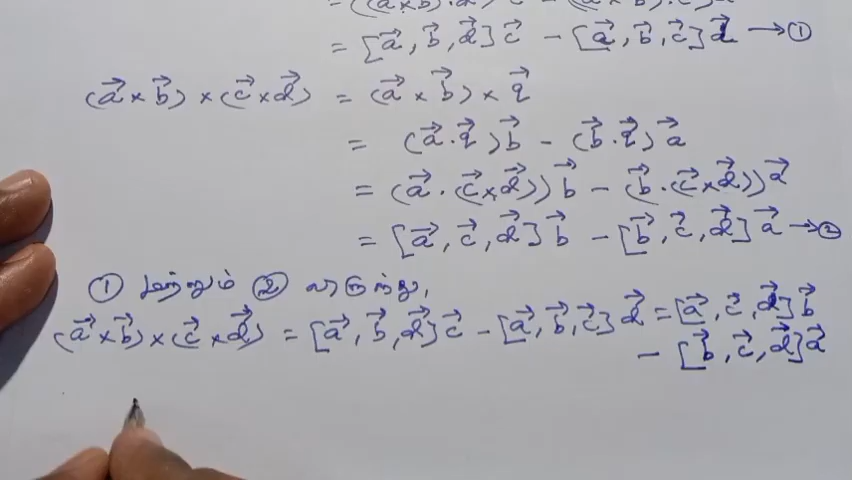 = ((a⃗×b⃗).d⃗) c⃗ − ((a⃗×b⃗).c⃗)d⃗
= [a⃗, b⃗, d⃗] c⃗ − [a⃗, b⃗, c⃗] d⃗ → ①
(a⃗ × b⃗) × (c⃗ × d⃗) = (a⃗ × b⃗) × q⃗
= (a⃗ . q⃗) b⃗ − (b⃗ . q⃗) a⃗
= (a⃗ . (c⃗ × d⃗)) b⃗ − (b⃗ . (c⃗ × d⃗)) a⃗
= [a⃗, c⃗, d⃗] b⃗ − [b⃗, c⃗, d⃗] a⃗ → ②
① மற்றும் ② லிருந்து,
(a⃗ × b⃗) × (c⃗ × d⃗) = [a⃗, b⃗, d⃗] c⃗ − [a⃗, b⃗, c⃗] d⃗ = [a⃗, c⃗, d⃗] b⃗
− [b⃗, c⃗, d⃗] a⃗